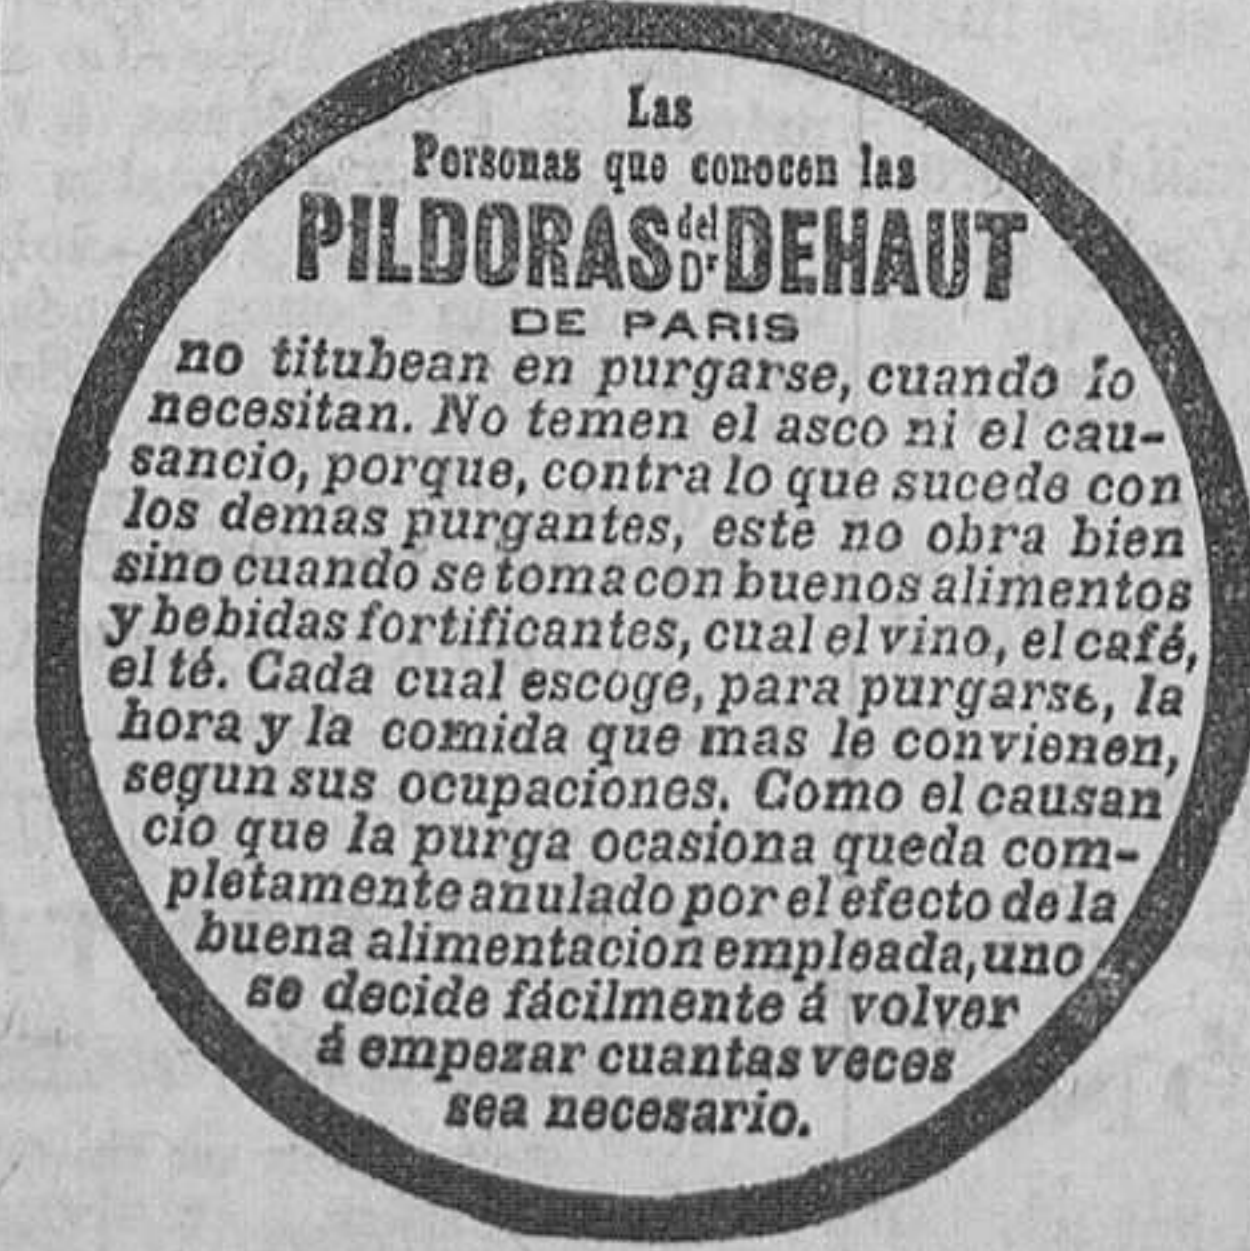 Las
Personas que conocen las
PILDORAS del Dr DEHAUT
DE PARIS
no titubean en purgarse, cuando lo
necesitan. No temen el asco ni el cau-
sancio, porque, contra lo que sucede con
los demas purgantes, este no obra bien
sino cuando se toma con buenos alimentos
y bebidas fortificantes, cual el vino, el café,
el té. Cada cual escoge, para purgarse, la
hora y la comida que mas le convienen,
segun sus ocupaciones. Como el causan
cio que la purga ocasiona queda com-
pletamente anulado por el efecto de la
buena alimentacion empleada, uno
se decide fácilmente á volver
á empezar cuantas veces
sea necesario.